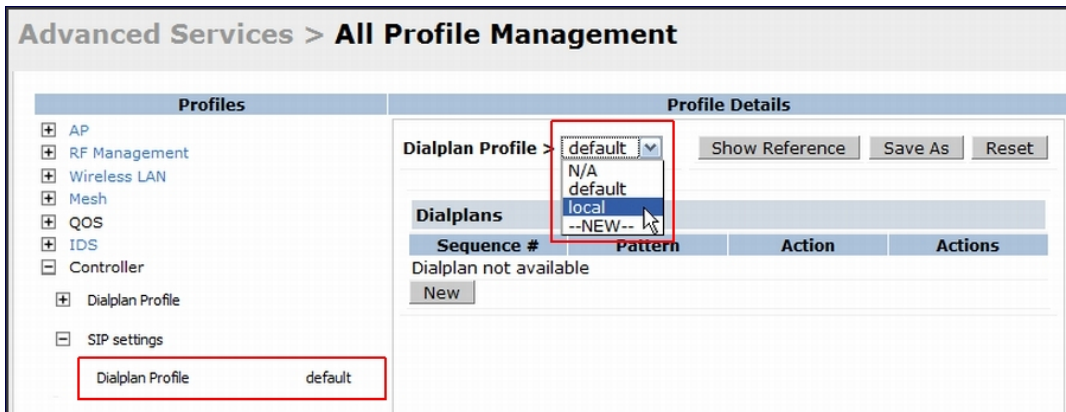 Advanced Services > All Profile Management
Profiles
AP
RF Management
Wireless LAN
Mesh
QOS
IDS
Controller
Dialplan Profile
SIP settings
Dialplan Profile default
Profile Details
Dialplan Profile > default Show Reference Save As Reset
N/A
default
local
--NEW--
Dialplans
Sequence # Pattern Action Actions
Dialplan not available
New